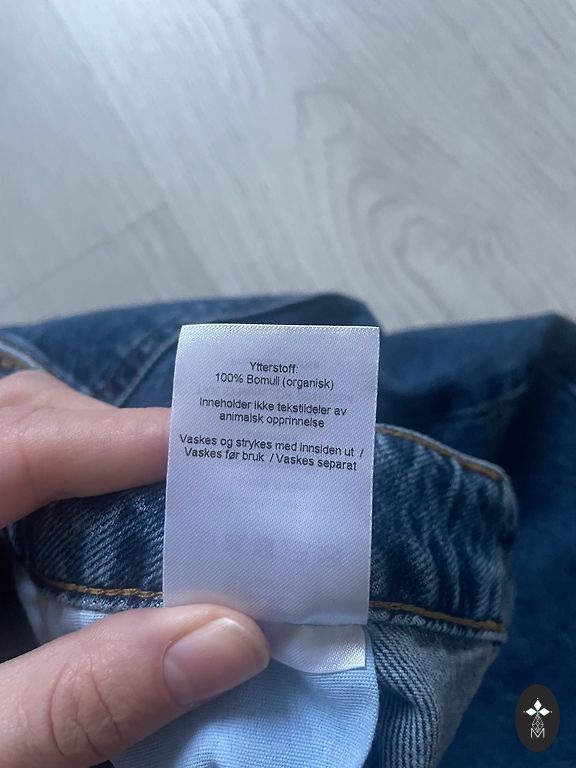 Ytterstoff:
100% Bomull (organisk)
Inneholder ikke tekstildeler av
animalsk opprinnelse
Vaskes og strykes med innsiden ut /
Vaskes før bruk / Vaskes separat
M